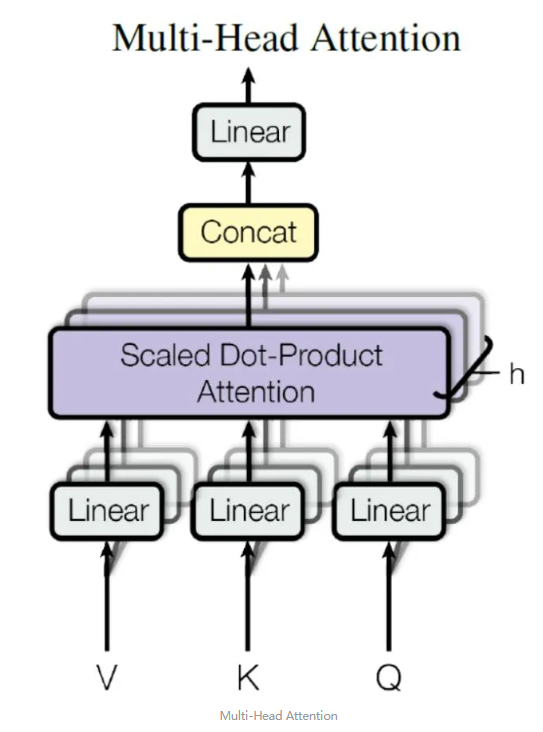 Multi-Head Attention
Linear
Concat
Scaled Dot-Product
Attention
h
Linear Linear Linear
V K Q
Multi-Head Attention